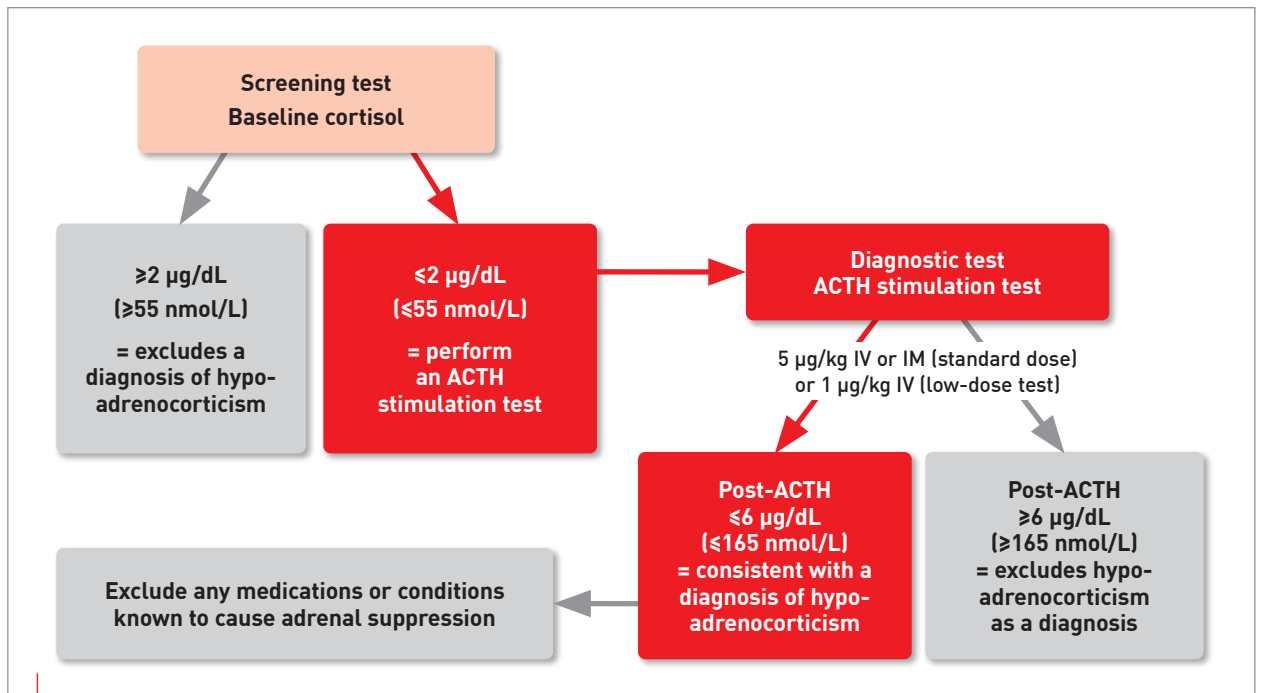 Screening test
Baseline cortisol
≥2 µg/dL
(≥55 nmol/L)
= excludes a
diagnosis of hypo-
adrenocorticism
≤2 µg/dL
(≤55 nmol/L)
= perform
an ACTH
stimulation test
Diagnostic test
ACTH stimulation test
5 µg/kg IV or IM (standard dose)
or 1 µg/kg IV (low-dose test)
Post-ACTH
≤6 µg/dL
(≤165 nmol/L)
= consistent with a
diagnosis of hypo-
adrenocorticism
Post-ACTH
≥6 µg/dL
(≥165 nmol/L)
= excludes hypo-
adrenocorticism
as a diagnosis
Exclude any medications or conditions
known to cause adrenal suppression